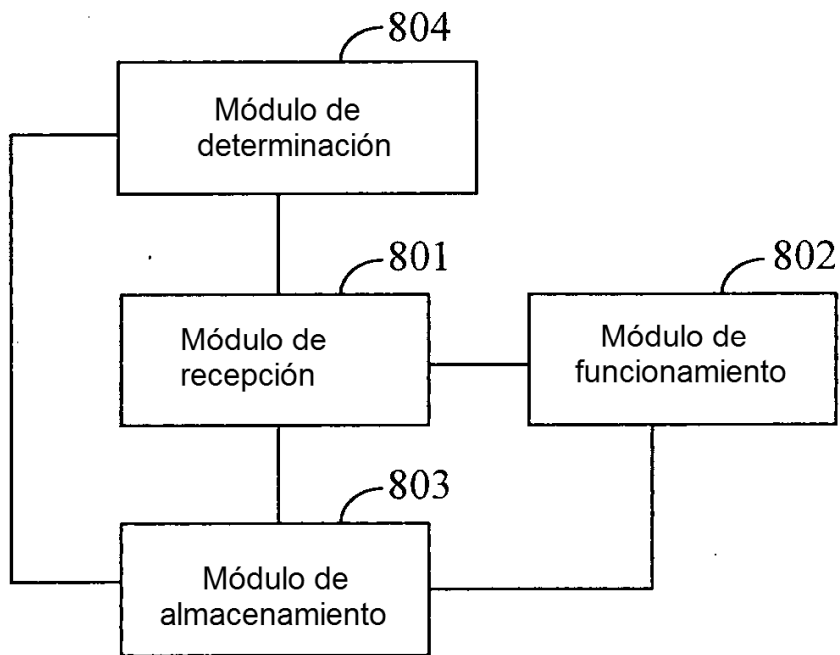 804
Módulo de
determinación
801
802
Módulo de
recepción
Módulo de
funcionamiento
803
Módulo de
almacenamiento